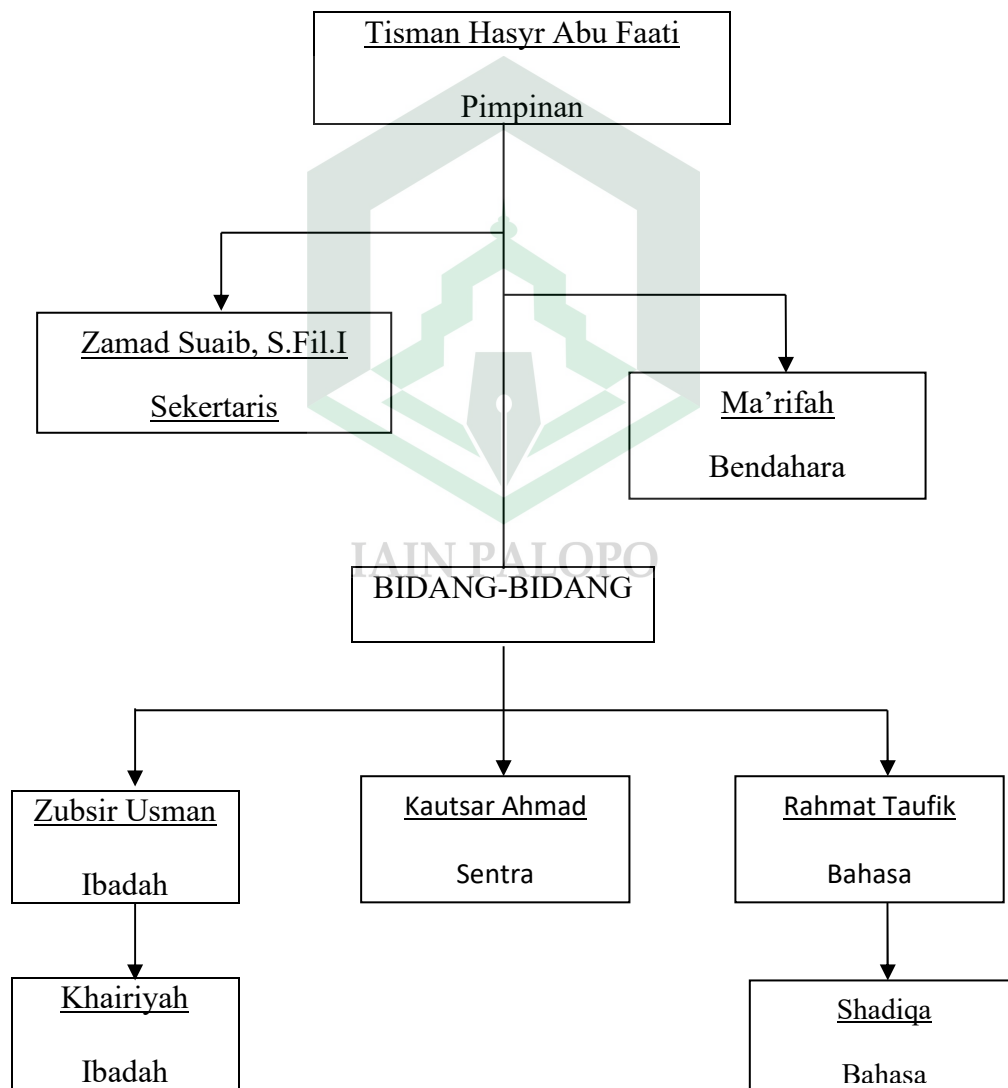 Tisman Hasyr Abu Faati
Pimpinan
Zamad Suaib, S.Fil.I
Sekertaris
Ma’rifah
Bendahara
IAIN PALOPO
BIDANG-BIDANG
Zubsir Usman
Ibadah
Kautsar Ahmad
Sentra
Rahmat Taufik
Bahasa
Khairiyah
Ibadah
Shadiqa
Bahasa